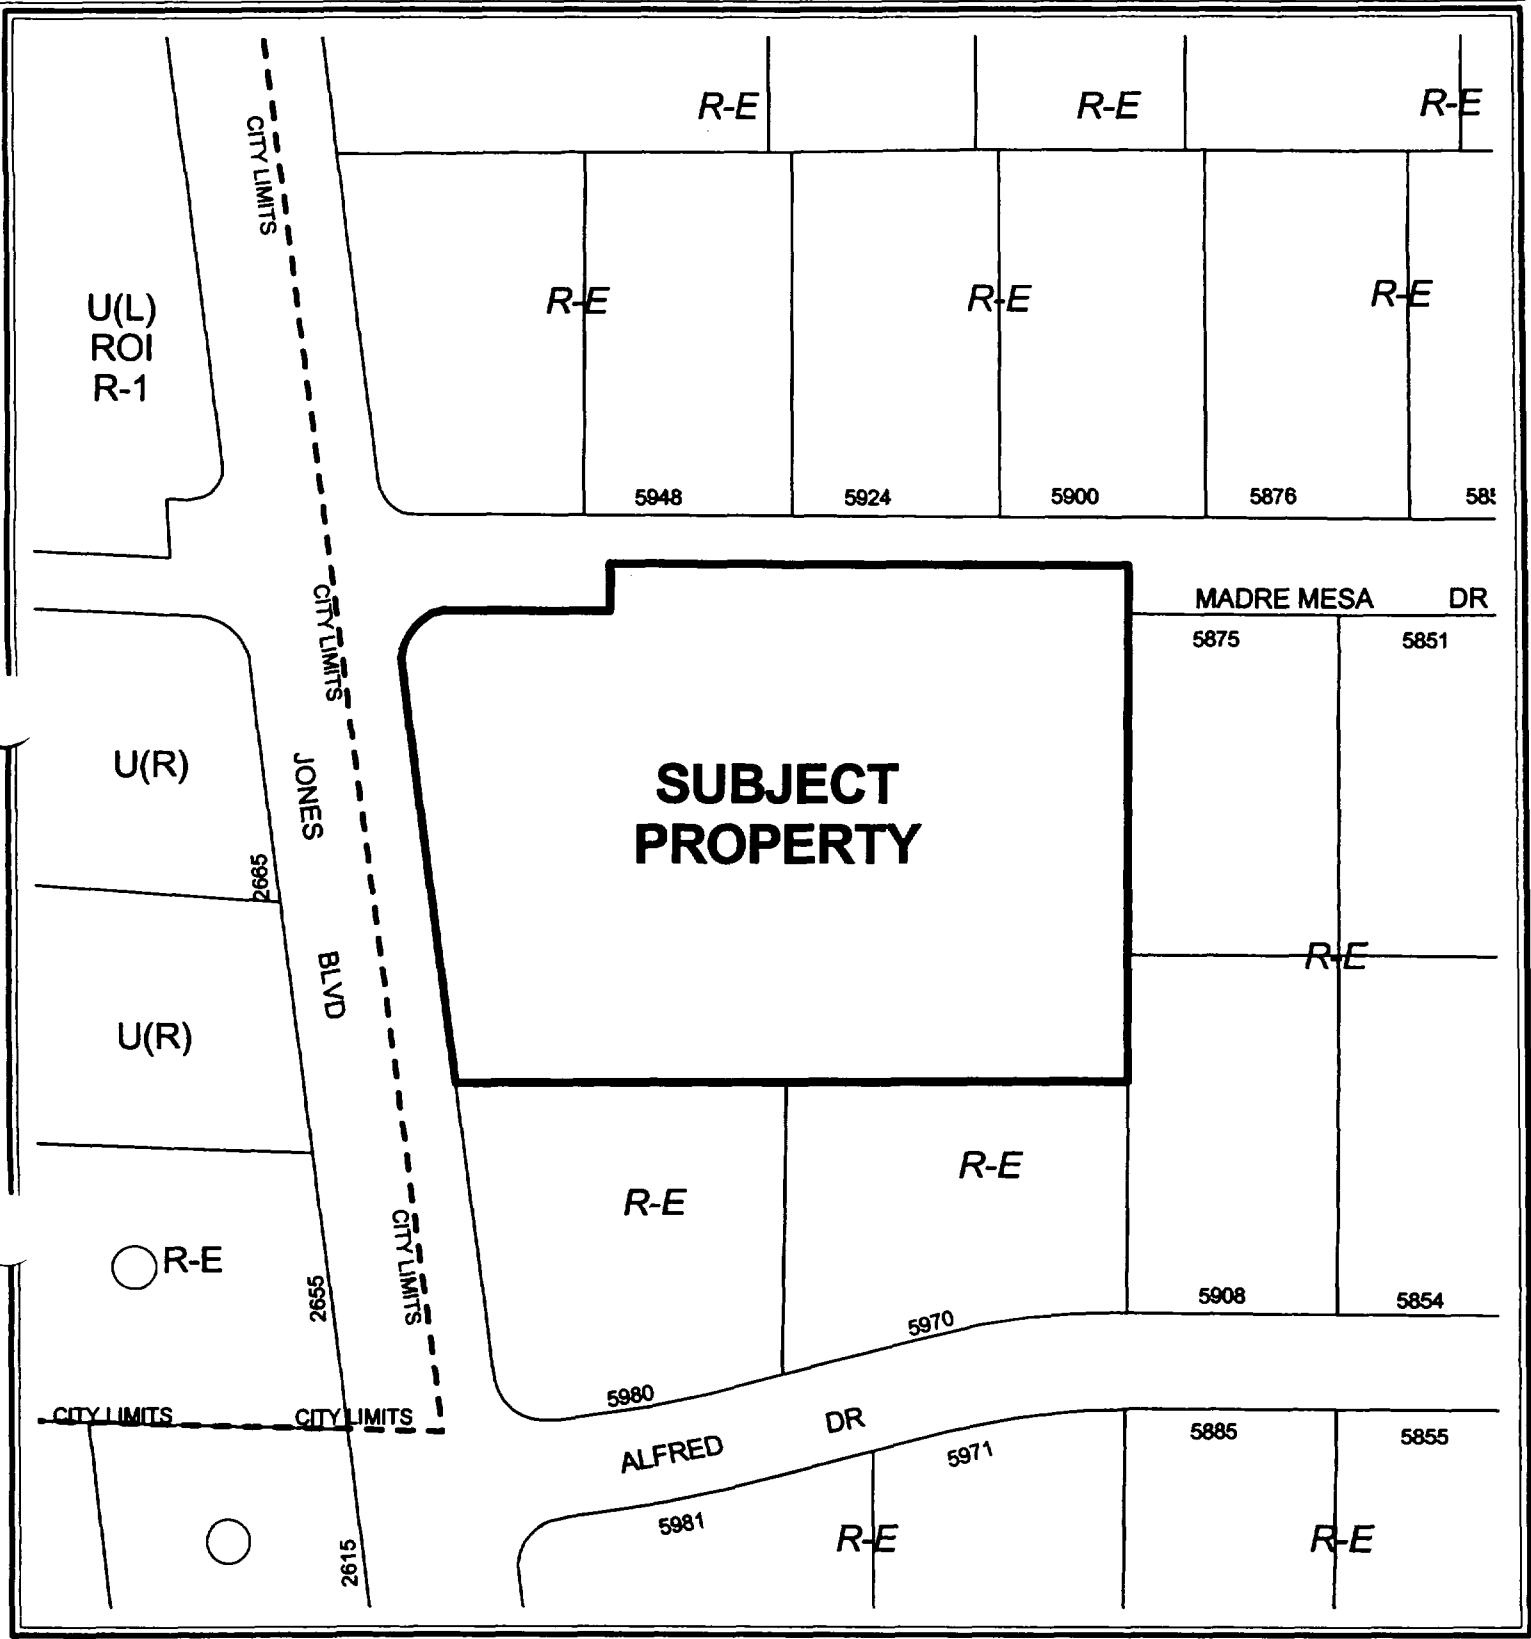 R-E
R-E
R-E
CITY LIMITS
U(L)
ROI
R-1
R-E
R-E
R-E
5948
5924
5900
5876
CITY LIMITS
MADRE MESA DR
5875
5851
U(R)
JONES
BLVD
2665
SUBJECT
PROPERTY
R-E
U(R)
R-E
R-E
R-E
2655
CITY LIMITS
5970
5908
5854
5980
CITY LIMITS
CITY LIMITS
ALFRED DR
5971
5885
5855
5981
2615
R-E
R-E